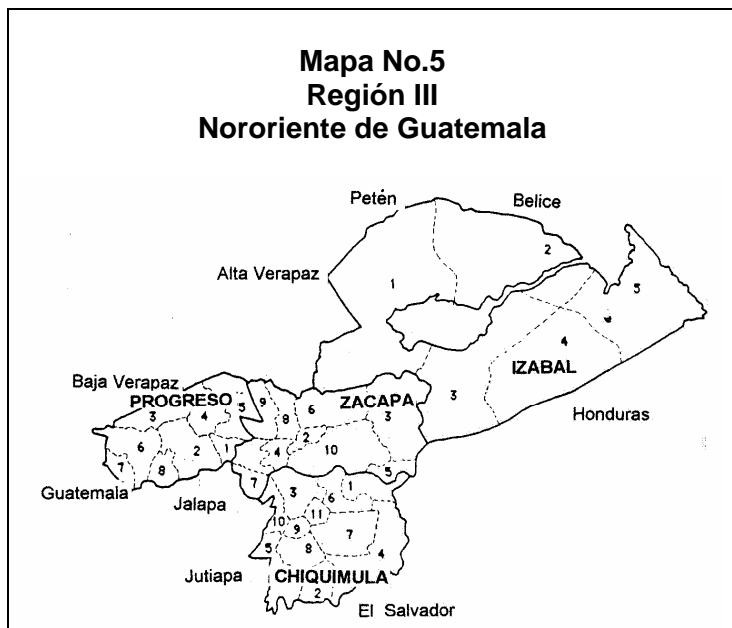 Mapa No.5
Región III
Nororiente de Guatemala
Petén
Belice
2
Alta Verapaz
1
5
4
IZABAL
3
Honduras
Baja Verapaz
PROGRESO
ZACAPA
3
4
5
9
8
6
3
6
2
1
4
2
10
7
8
7
5
Guatemala
Jalapa
3
6
1
10
11
9
7
5
8
4
Jutiapa
CHIQUIMULA
2
El Salvador